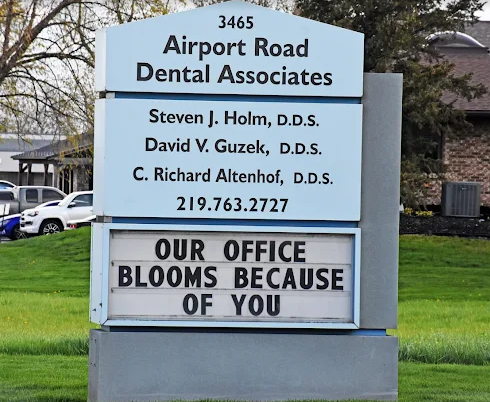 3465
Airport Road
Dental Associates
Steven J. Holm, D.D.S.
David V. Guzek, D.D.S.
C. Richard Altenhof, D.D.S.
219.763.2727
OUR OFFICE
BLOOMS BECAUSE
OF YOU